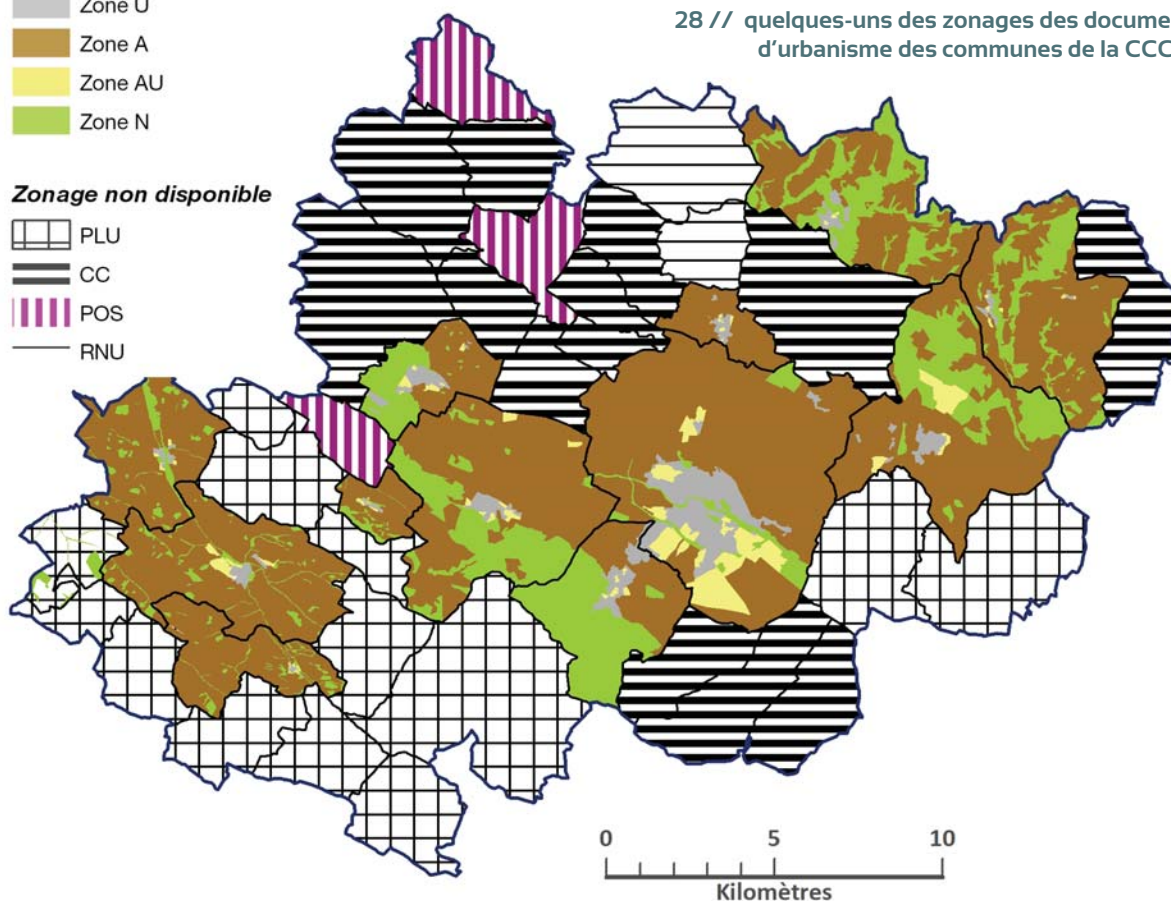 Zone U
Zone A
Zone AU
Zone N
28 // quelques-uns des zonages des docume
d'urbanisme des communes de la CCC
Zonage non disponible
PLU
CC
POS
RNU
0 5 10
Kilomètres